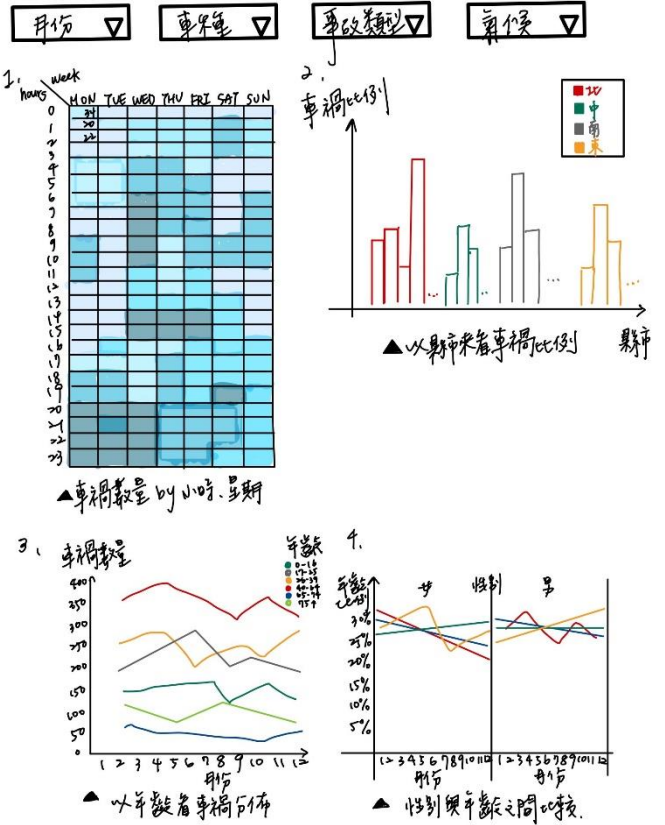 月份 ▽
車種 ▽
事故類型 ▽
氣候 ▽
1.
week
hours
MON TUE WED THU FRI SAT SUN
0 34
1 20
2 22
3
4
5
6
7
8
9
10
11
12
13
14
15
16
17
18
19
20
21
22
23
▲車禍數量 by 小時、星期
2.
車禍比例
北
中
南
東
... ... ... ...
▲以縣市來看車禍比例
縣市
3、
車禍數量
年齡
0-16
17-25
26-39
40-64
65-74
75↑
400
350
300
250
200
150
100
50
0
1 2 3 4 5 6 7 8 9 10 11 12
月份
▲ 以年齡看車禍分佈
4.
年齡比例
女 性別 男
30%
25%
20%
15%
10%
5%
1 2 3 4 5 6 7 8 9 10 11 12 1 2 3 4 5 6 7 8 9 10 11 12
月份 月份
▲ 性別與年齡之間比較.